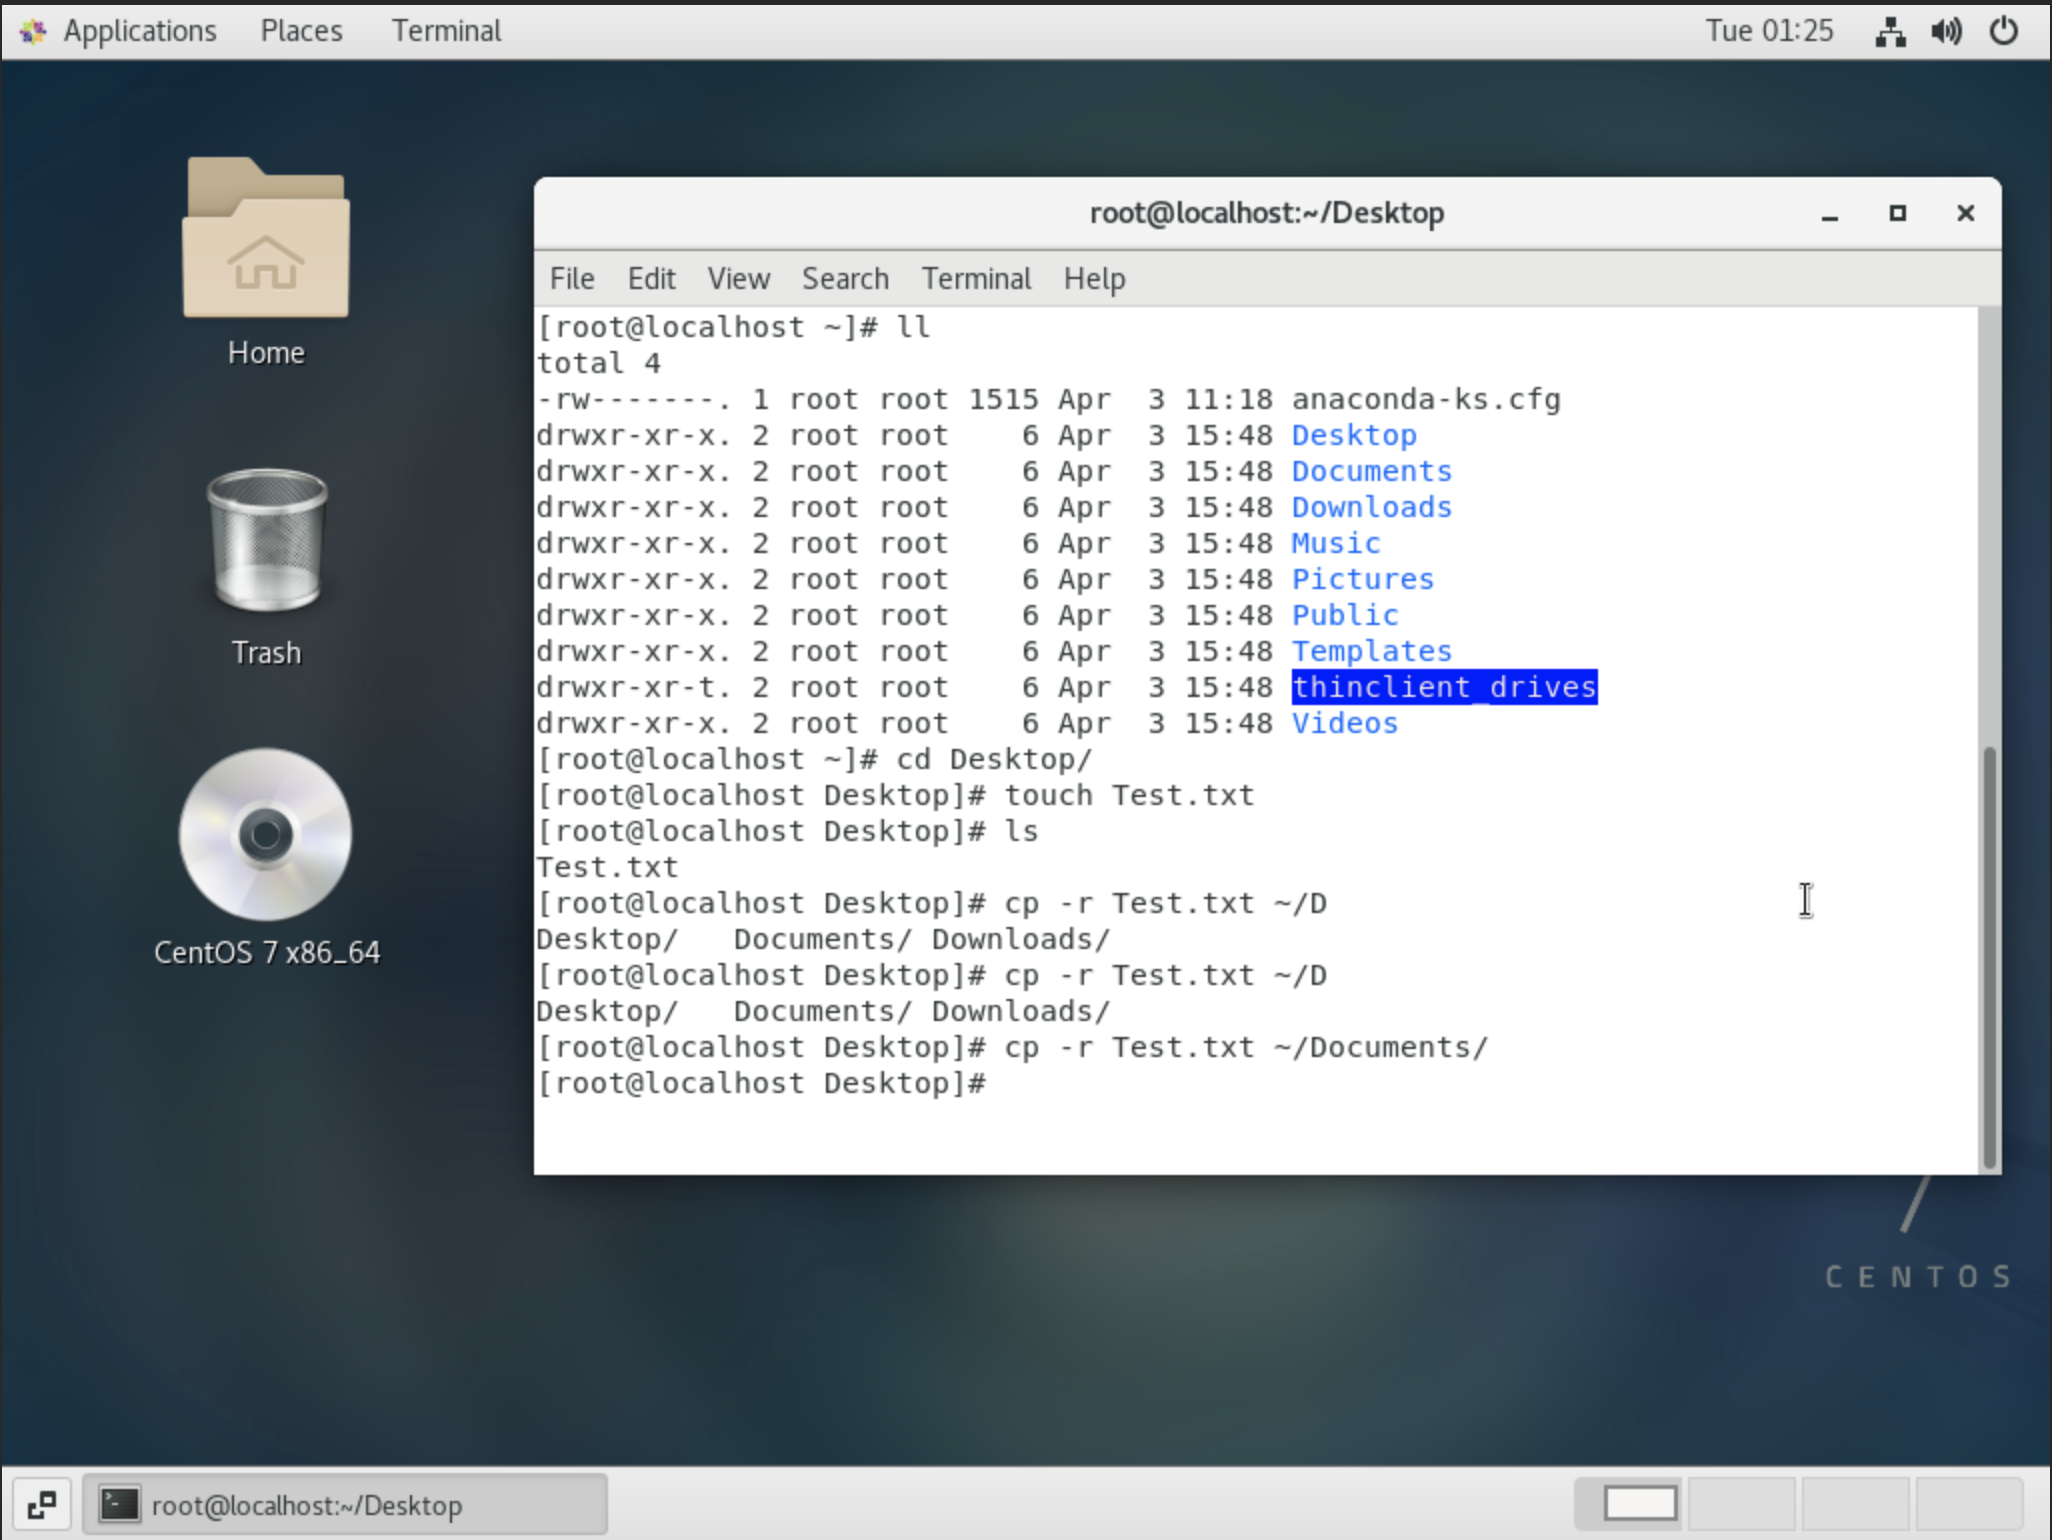 Applications Places Terminal Tue 01:25
Home
Trash
CentOS 7 x86_64
root@localhost:~/Desktop
File Edit View Search Terminal Help
[root@localhost ~]# ll
total 4
-rw-------. 1 root root 1515 Apr  3 11:18 anaconda-ks.cfg
drwxr-xr-x. 2 root root    6 Apr  3 15:48 Desktop
drwxr-xr-x. 2 root root    6 Apr  3 15:48 Documents
drwxr-xr-x. 2 root root    6 Apr  3 15:48 Downloads
drwxr-xr-x. 2 root root    6 Apr  3 15:48 Music
drwxr-xr-x. 2 root root    6 Apr  3 15:48 Pictures
drwxr-xr-x. 2 root root    6 Apr  3 15:48 Public
drwxr-xr-x. 2 root root    6 Apr  3 15:48 Templates
drwxr-xr-t. 2 root root    6 Apr  3 15:48 thinclient_drives
drwxr-xr-x. 2 root root    6 Apr  3 15:48 Videos
[root@localhost ~]# cd Desktop/
[root@localhost Desktop]# touch Test.txt
[root@localhost Desktop]# ls
Test.txt
[root@localhost Desktop]# cp -r Test.txt ~/D
Desktop/   Documents/ Downloads/
[root@localhost Desktop]# cp -r Test.txt ~/D
Desktop/   Documents/ Downloads/
[root@localhost Desktop]# cp -r Test.txt ~/Documents/
[root@localhost Desktop]#
CENTOS
root@localhost:~/Desktop